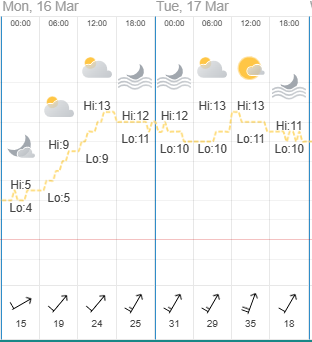 Mon, 16 Mar Tue, 17 Mar
00:00 06:00 12:00 18:00 00:00 06:00 12:00 18:00
Hi:13 Hi:13 Hi:13
Hi:12 Hi:12
Hi:11
Lo:11 Lo:11
Hi:9 Lo:10 Lo:10 Lo:10
Lo:9
Hi:5
Lo:5
Lo:4
15 19 24 25 31 29 35 18